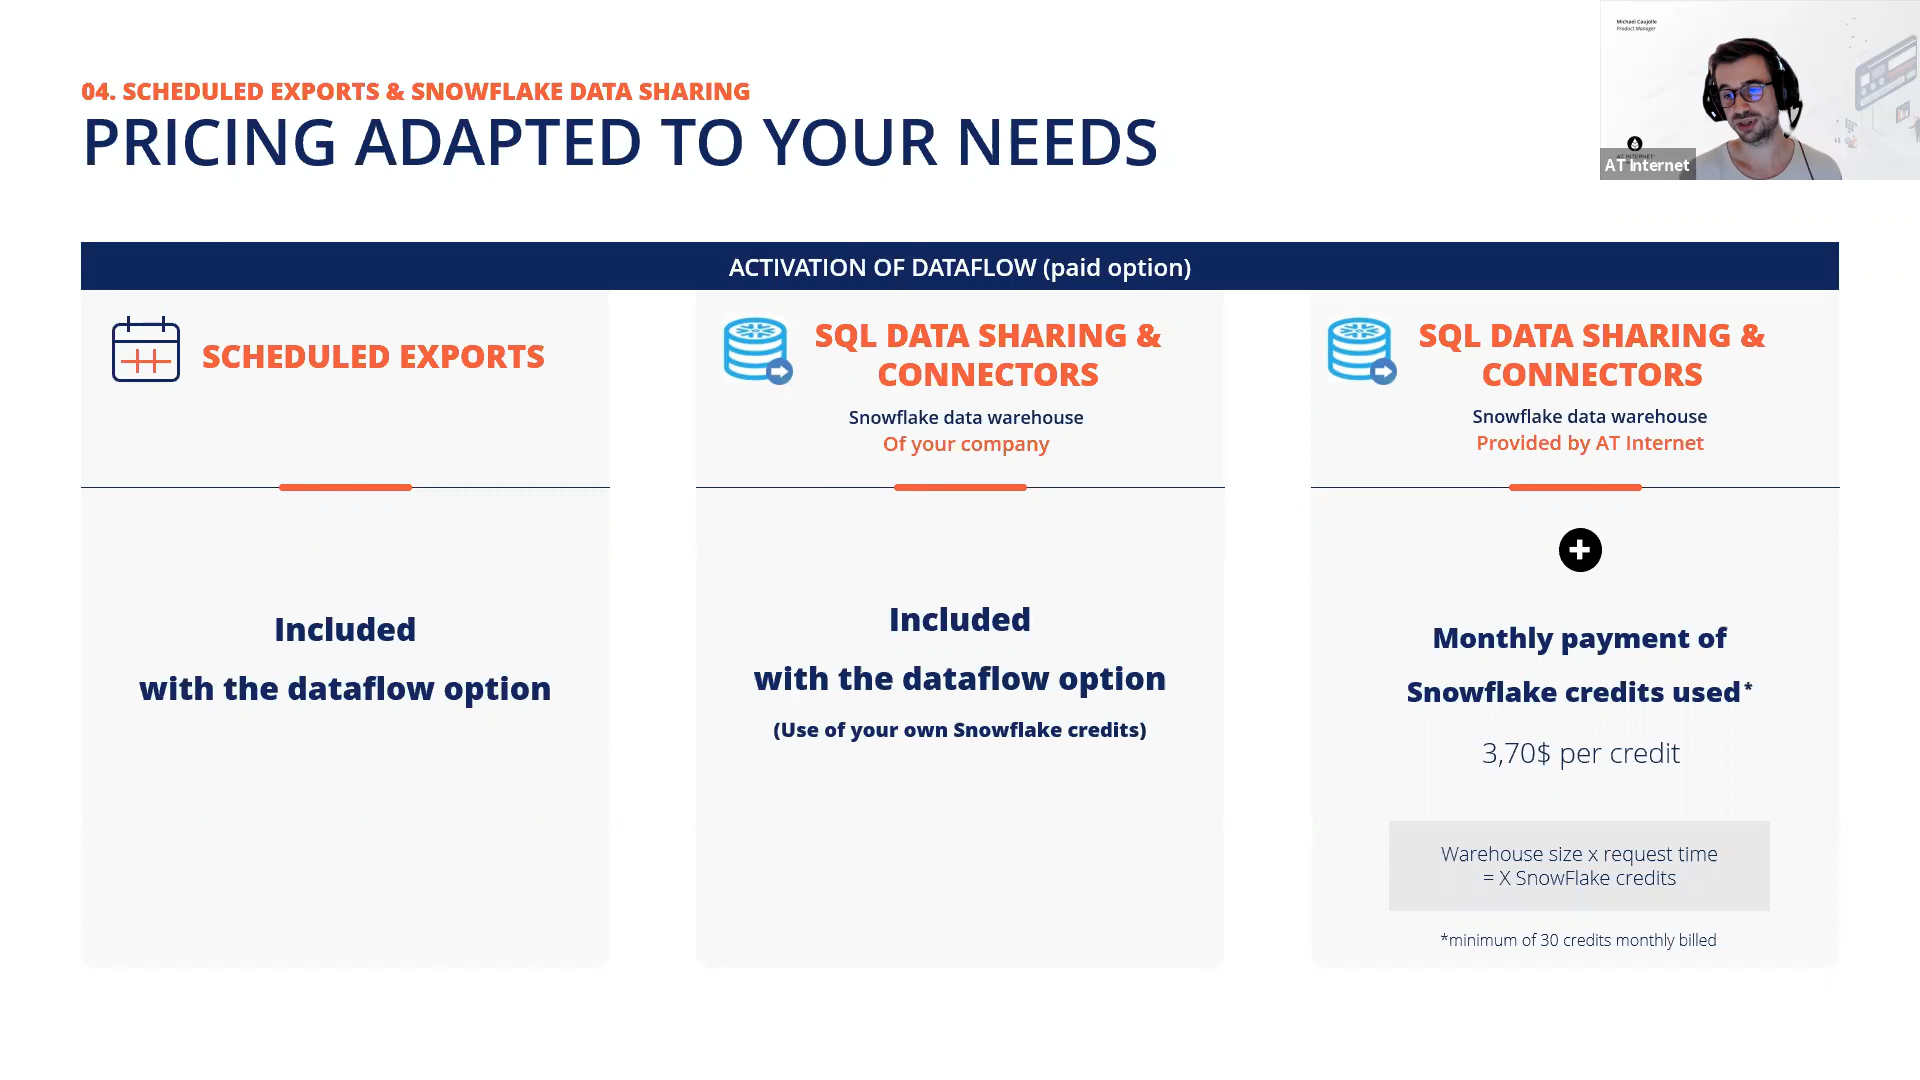 04. SCHEDULED EXPORTS & SNOWFLAKE DATA SHARING
PRICING ADAPTED TO YOUR NEEDS
Michael Caujolle
Product Manager
AT Internet
ACTIVATION OF DATAFLOW (paid option)
SCHEDULED EXPORTS
Included
with the dataflow option
SQL DATA SHARING &
CONNECTORS
Snowflake data warehouse
Of your company
Included
with the dataflow option
(Use of your own Snowflake credits)
SQL DATA SHARING &
CONNECTORS
Snowflake data warehouse
Provided by AT Internet
Monthly payment of
Snowflake credits used*
3,70$ per credit
Warehouse size x request time
= X SnowFlake credits
*minimum of 30 credits monthly billed